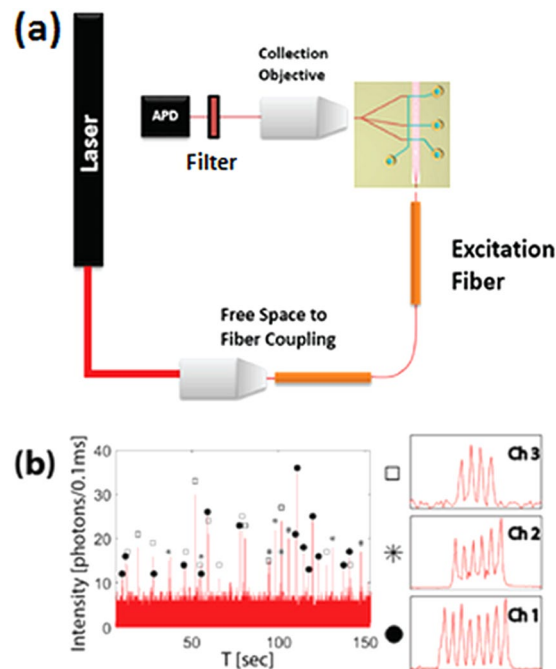 (a)
Laser
APD
Filter
Collection
Objective
Excitation
Fiber
Free Space to
Fiber Coupling
(b)
Intensity [photons/0.1ms]
40
30
20
10
0
50
100
150
T [sec]
Ch 3
Ch 2
Ch 1